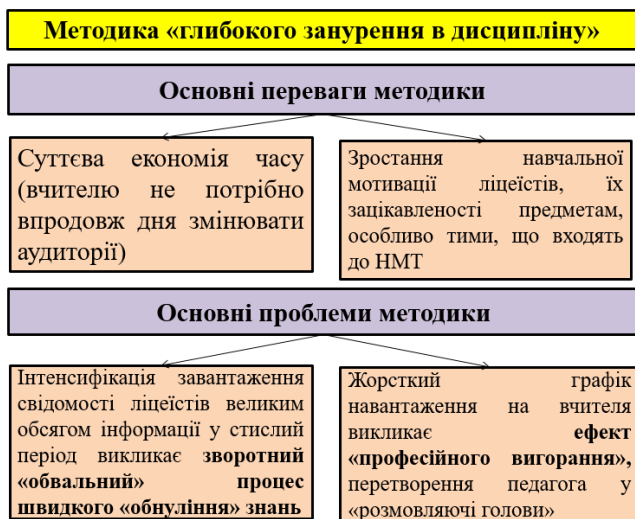 Методика «глибокого занурення в дисципліну»
Основні переваги методики
Суттєва економія часу
(вчителю не потрібно
впродовж дня змінювати
аудиторії)
Зростання навчальної
мотивації ліцеїстів, їх
зацікавленості предметам,
особливо тими, що входять
до НМТ
Основні проблеми методики
Інтенсифікація завантаження
свідомості ліцеїстів великим
обсягом інформації у стислий
період викликає зворотний
«обвальний» процес
швидкого «обнуління» знань
Жорсткий графік
навантаження на вчителя
викликає ефект
«професійного вигорання»,
перетворення педагога у
«розмовляючі голови»